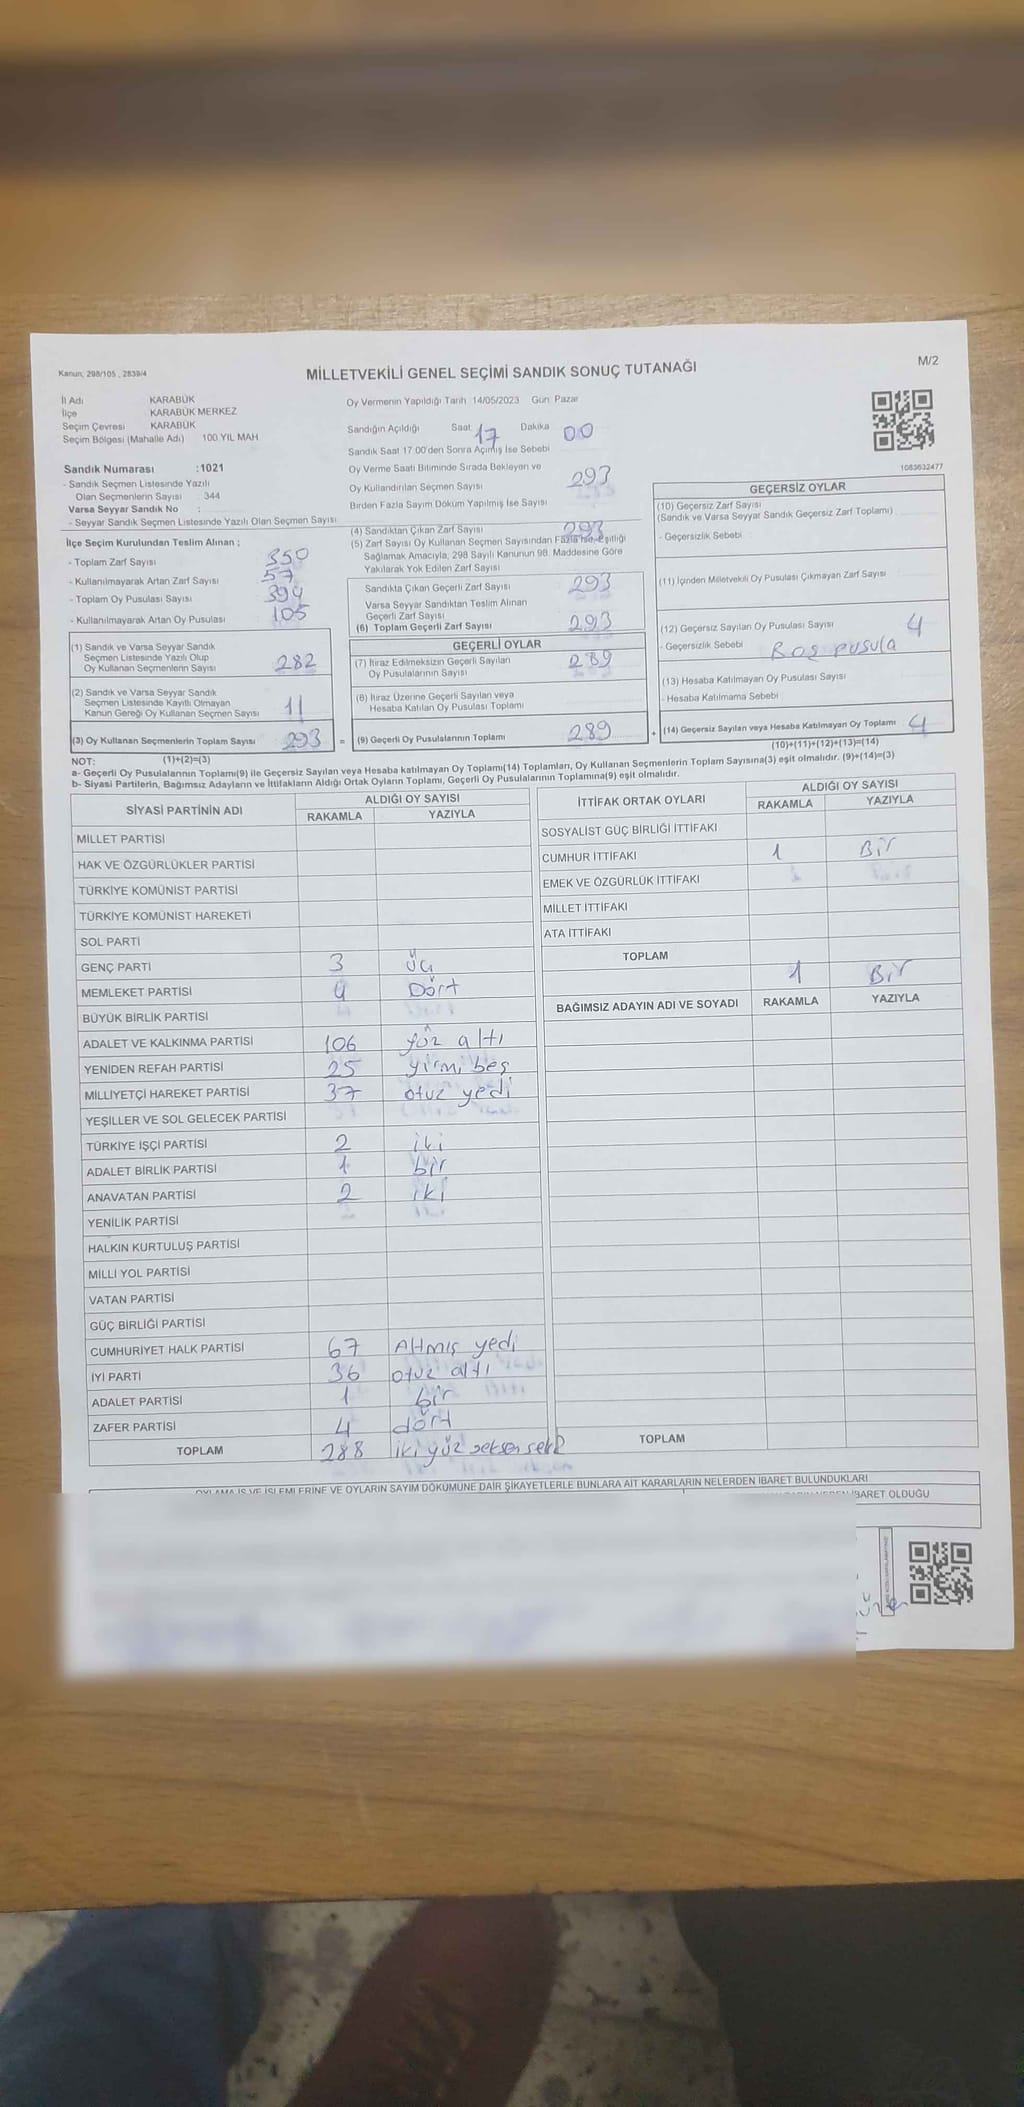 Kanun; 298/105 , 2839/4
MİLLETVEKİLİ GENEL SEÇİMİ SANDIK SONUÇ TUTANAĞI
M/2
İl Adı KARABÜK
İlçe KARABÜK MERKEZ
Seçim Çevresi KARABÜK
Seçim Bölgesi (Mahalle Adı) 100 YIL MAH
Sandık Numarası :1021
- Sandık Seçmen Listesinde Yazılı
Olan Seçmenlerin Sayısı : 344
Varsa Seyyar Sandık No :
- Seyyar Sandık Seçmen Listesinde Yazılı Olan Seçmen Sayısı
İlçe Seçim Kurulundan Teslim Alınan ;
- Toplam Zarf Sayısı 350
- Kullanılmayarak Artan Zarf Sayısı 57
- Toplam Oy Pusulası Sayısı 394
- Kullanılmayarak Artan Oy Pusulası 105
(1) Sandık ve Varsa Seyyar Sandık
Seçmen Listesinde Yazılı Olup
Oy Kullanan Seçmenlerin Sayısı 282
(2) Sandık ve Varsa Seyyar Sandık
Seçmen Listesinde Kayıtlı Olmayan
Kanun Gereği Oy Kullanan Seçmen Sayısı 11
(3) Oy Kullanan Seçmenlerin Toplam Sayısı 293 =
Oy Vermenin Yapıldığı Tarih 14/05/2023 Gün: Pazar
Sandığın Açıldığı Saat: 17 Dakika 00
Sandık Saat 17.00'den Sonra Açılmış İse Sebebi
Oy Verme Saati Bitiminde Sırada Bekleyen ve
Oy Kullandırılan Seçmen Sayısı 293
Birden Fazla Sayım Döküm Yapılmış İse Sayısı
(4) Sandıktan Çıkan Zarf Sayısı 293
(5) Zarf Sayısı Oy Kullanan Seçmen Sayısından Fazla İse, Eşitliği
Sağlamak Amacıyla, 298 Sayılı Kanunun 98. Maddesine Göre
Yakılarak Yok Edilen Zarf Sayısı
Sandıkta Çıkan Geçerli Zarf Sayısı 293
Varsa Seyyar Sandıktan Teslim Alınan
Geçerli Zarf Sayısı
(6) Toplam Geçerli Zarf Sayısı 293
GEÇERLİ OYLAR
(7) İtiraz Edilmeksizin Geçerli Sayılan
Oy Pusulalarının Sayısı 289
(8) İtiraz Üzerine Geçerli Sayılan veya
Hesaba Katılan Oy Pusulası Toplamı
(9) Geçerli Oy Pusulalarının Toplamı 289 +
1083632477
GEÇERSİZ OYLAR
(10) Geçersiz Zarf Sayısı
(Sandık ve Varsa Seyyar Sandık Geçersiz Zarf Toplamı)
- Geçersizlik Sebebi
(11) İçinden Milletvekili Oy Pusulası Çıkmayan Zarf Sayısı
(12) Geçersiz Sayılan Oy Pusulası Sayısı 4
- Geçersizlik Sebebi Boş pusula
(13) Hesaba Katılmayan Oy Pusulası Sayısı
- Hesaba Katılmama Sebebi
(14) Geçersiz Sayılan veya Hesaba Katılmayan Oy Toplamı 4
NOT: (1)+(2)=(3) (10)+(11)+(12)+(13)=(14)
a- Geçerli Oy Pusulalarının Toplamı(9) ile Geçersiz Sayılan veya Hesaba katılmayan Oy Toplamı(14) Toplamları, Oy Kullanan Seçmenlerin Toplam Sayısına(3) eşit olmalıdır. (9)+(14)=(3)
b- Siyasi Partilerin, Bağımsız Adayların ve İttifakların Aldığı Ortak Oyların Toplamı, Geçerli Oy Pusulalarının Toplamına(9) eşit olmalıdır.
SİYASİ PARTİNİN ADI ALDIĞI OY SAYISI
RAKAMLA YAZIYLA
MİLLET PARTİSİ
HAK VE ÖZGÜRLÜKLER PARTİSİ
TÜRKİYE KOMÜNİST PARTİSİ
TÜRKİYE KOMÜNİST HAREKETİ
SOL PARTİ
GENÇ PARTİ 3 üç
MEMLEKET PARTİSİ 4 Dört
BÜYÜK BİRLİK PARTİSİ
ADALET VE KALKINMA PARTİSİ 106 yüz altı
YENİDEN REFAH PARTİSİ 25 yirmi beş
MİLLİYETÇİ HAREKET PARTİSİ 37 otuz yedi
YEŞİLLER VE SOL GELECEK PARTİSİ
TÜRKİYE İŞÇİ PARTİSİ 2 iki
ADALET BİRLİK PARTİSİ 1 bir
ANAVATAN PARTİSİ 2 iki
YENİLİK PARTİSİ
HALKIN KURTULUŞ PARTİSİ
MİLLİ YOL PARTİSİ
VATAN PARTİSİ
GÜÇ BİRLİĞİ PARTİSİ
CUMHURİYET HALK PARTİSİ 67 Altmış yedi
İYİ PARTİ 36 otuz altı
ADALET PARTİSİ 1 bir
ZAFER PARTİSİ 4 dört
TOPLAM 288 iki yüz seksen sekiz
İTTİFAK ORTAK OYLARI ALDIĞI OY SAYISI
RAKAMLA YAZIYLA
SOSYALİST GÜÇ BİRLİĞİ İTTİFAKI
CUMHUR İTTİFAKI 1 Bir
EMEK VE ÖZGÜRLÜK İTTİFAKI
MİLLET İTTİFAKI
ATA İTTİFAKI
TOPLAM 1 Bir
BAĞIMSIZ ADAYIN ADI VE SOYADI RAKAMLA YAZIYLA
TOPLAM
OYLAMA İŞ VE İŞLEMLERİNE VE OYLARIN SAYIM DÖKÜMÜNE DAİR ŞİKAYETLERLE BUNLARA AİT KARARLARIN NELERDEN İBARET BULUNDUKLARI
İBARET OLDUĞU